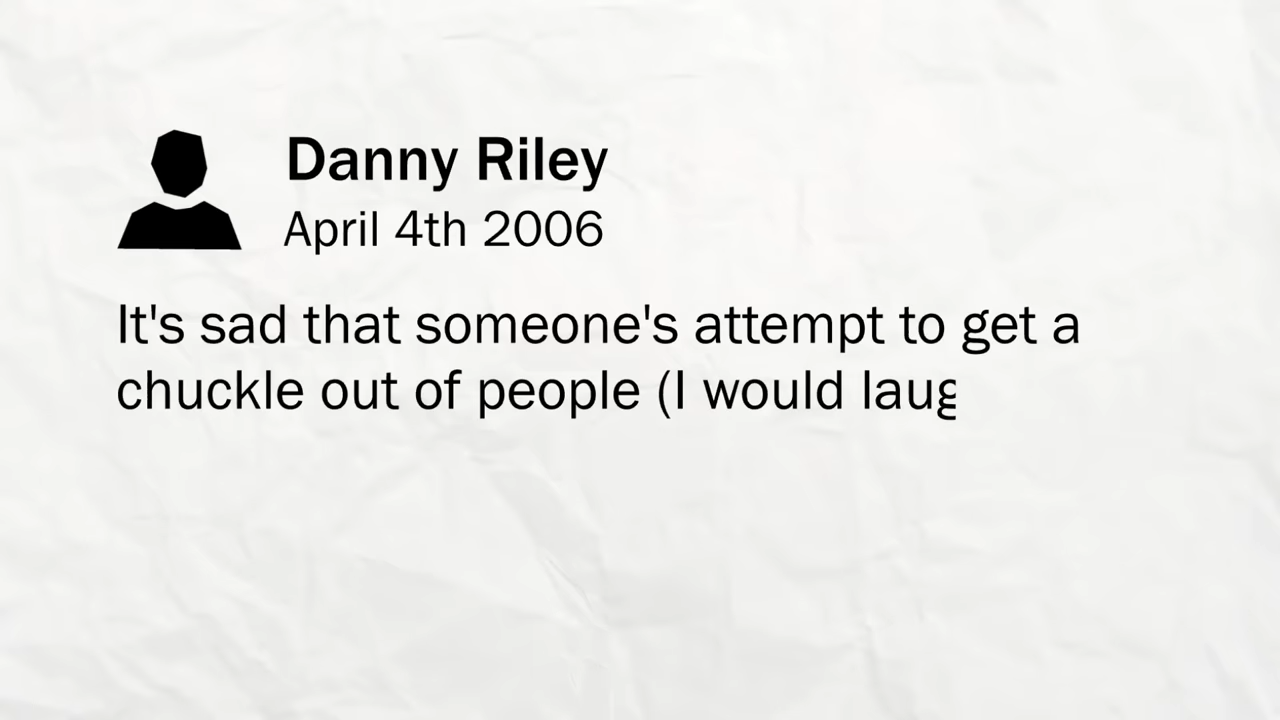 Danny Riley
April 4th 2006
It's sad that someone's attempt to get a
chuckle out of people (I would laug